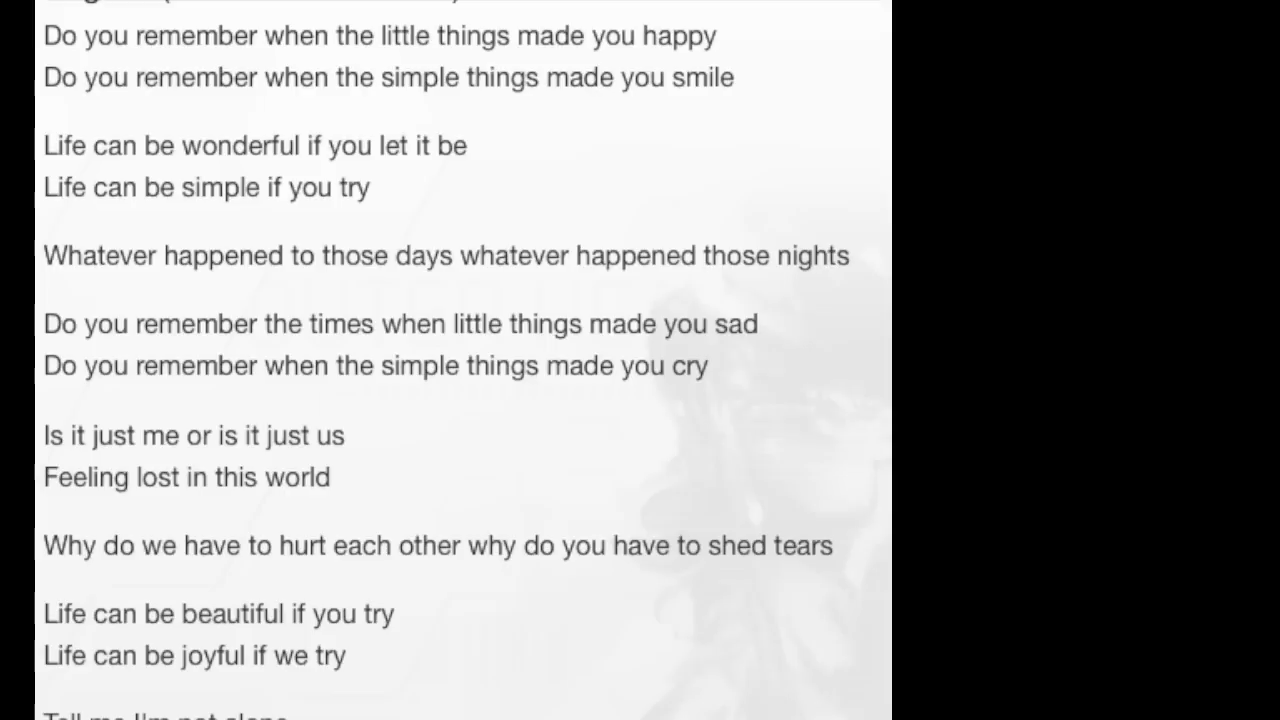 Do you remember when the little things made you happy
Do you remember when the simple things made you smile
Life can be wonderful if you let it be
Life can be simple if you try
Whatever happened to those days whatever happened those nights
Do you remember the times when little things made you sad
Do you remember when the simple things made you cry
Is it just me or is it just us
Feeling lost in this world
Why do we have to hurt each other why do you have to shed tears
Life can be beautiful if you try
Life can be joyful if we try
Tell me I'm not alone